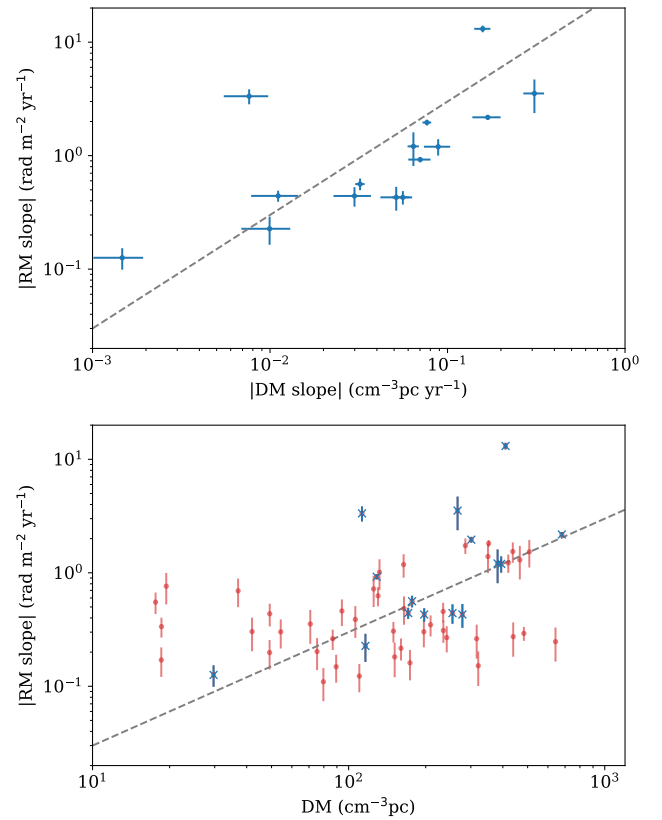 10¹
10⁰
10⁻¹
|RM slope| (rad m⁻² yr⁻¹)
10⁻³ 10⁻² 10⁻¹ 10⁰
|DM slope| (cm⁻³pc yr⁻¹)
10¹
10⁰
10⁻¹
|RM slope| (rad m⁻² yr⁻¹)
10¹ 10² 10³
DM (cm⁻³pc)